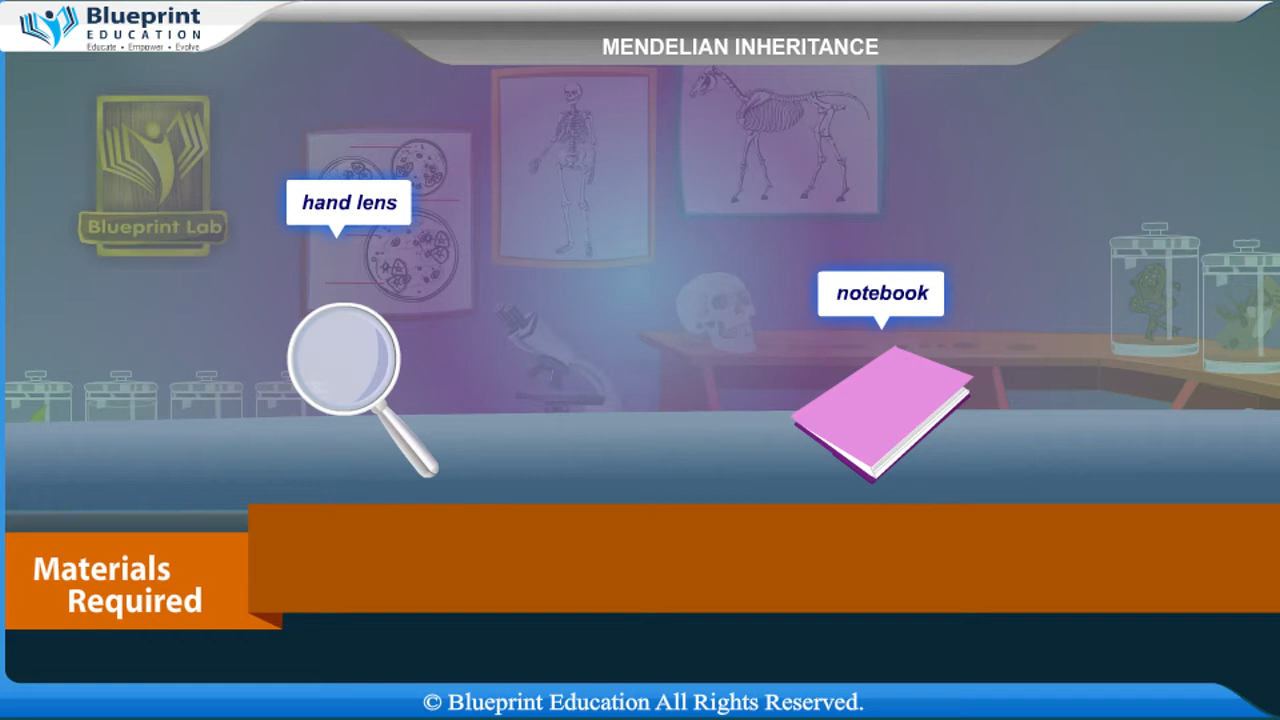 Blueprint
EDUCATION
Educate • Empower • Evolve
MENDELIAN INHERITANCE
Blueprint Lab
hand lens
notebook
Materials
Required
© Blueprint Education All Rights Reserved.